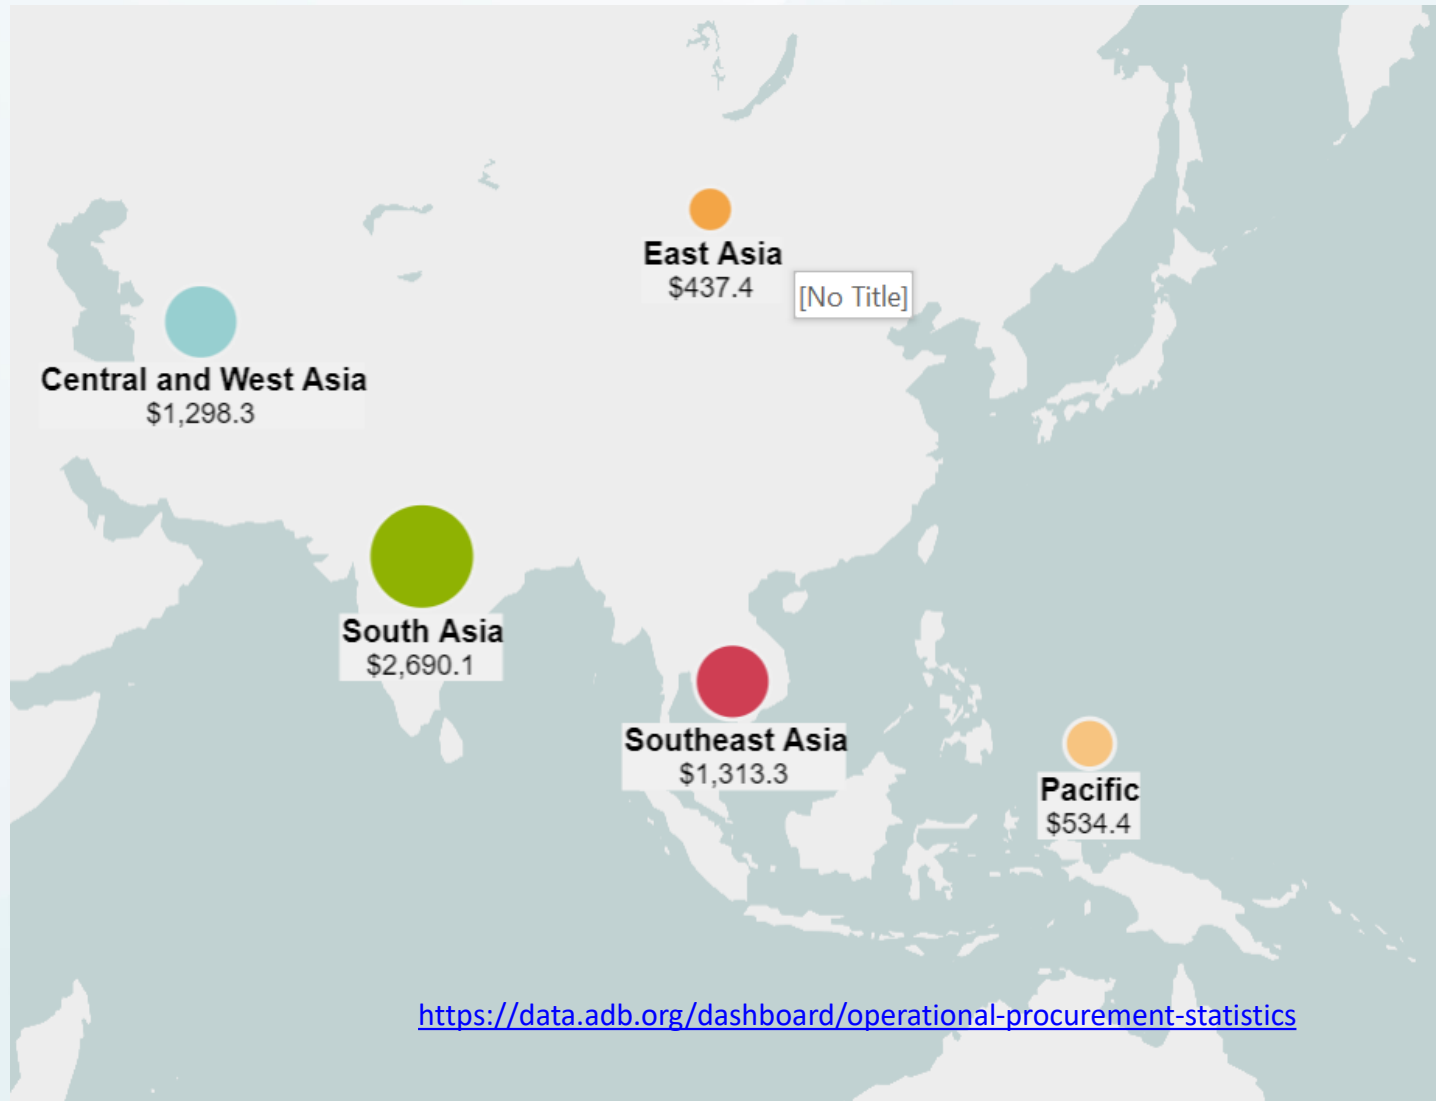 East Asia
$437.4
[No Title]
Central and West Asia
$1,298.3
South Asia
$2,690.1
Southeast Asia
$1,313.3
Pacific
$534.4
https://data.adb.org/dashboard/operational-procurement-statistics